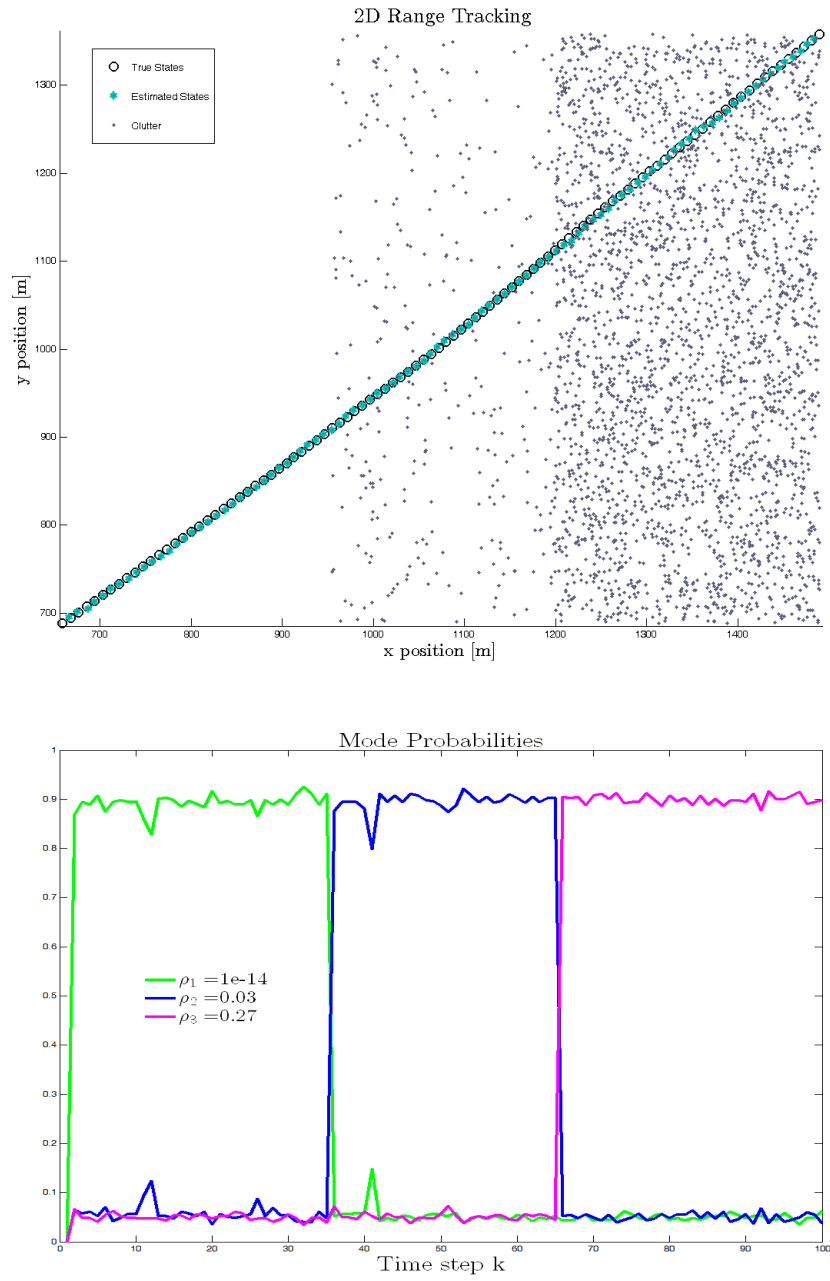 2D Range Tracking
True States
Estimated States
Clutter
1300
1200
1100
1000
900
800
700
y position [m]
700 800 900 1000 1100 1200 1300 1400
x position [m]
Mode Probabilities
1
0.9
0.8
0.7
0.6
0.5
0.4
0.3
0.2
0.1
0
ρ1 =1e-14
ρ2 =0.03
ρ3 =0.27
0 10 20 30 40 50 60 70 80 90 100
Time step k